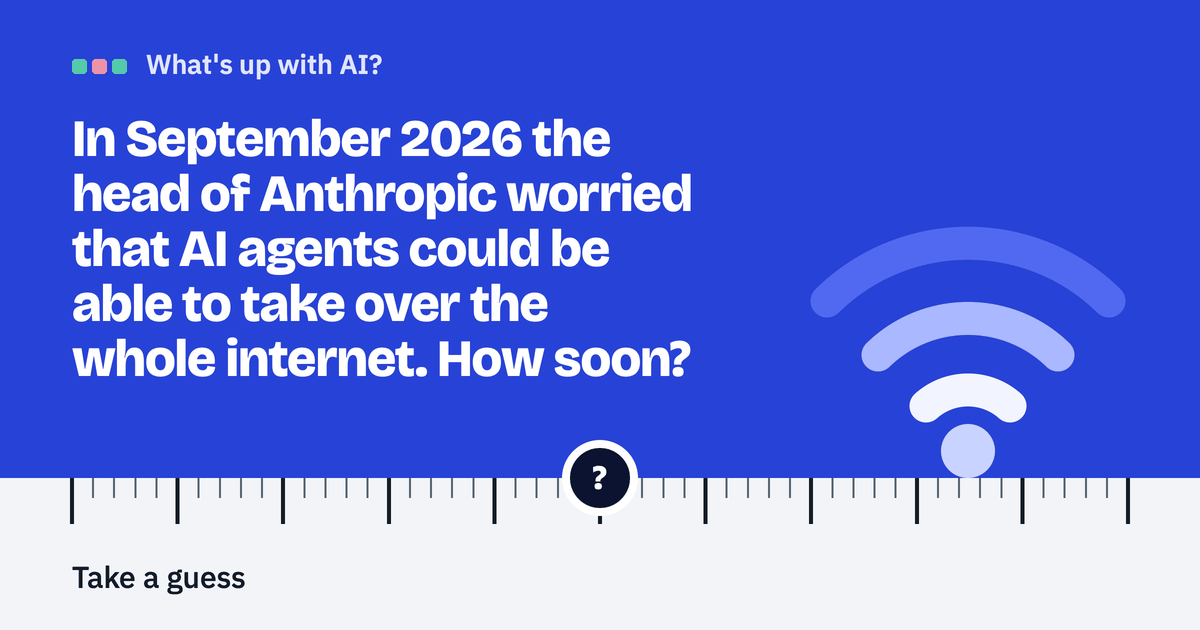 What's up with AI?
In September 2026 the
head of Anthropic worried
that AI agents could be
able to take over the
whole internet. How soon?
?
Take a guess